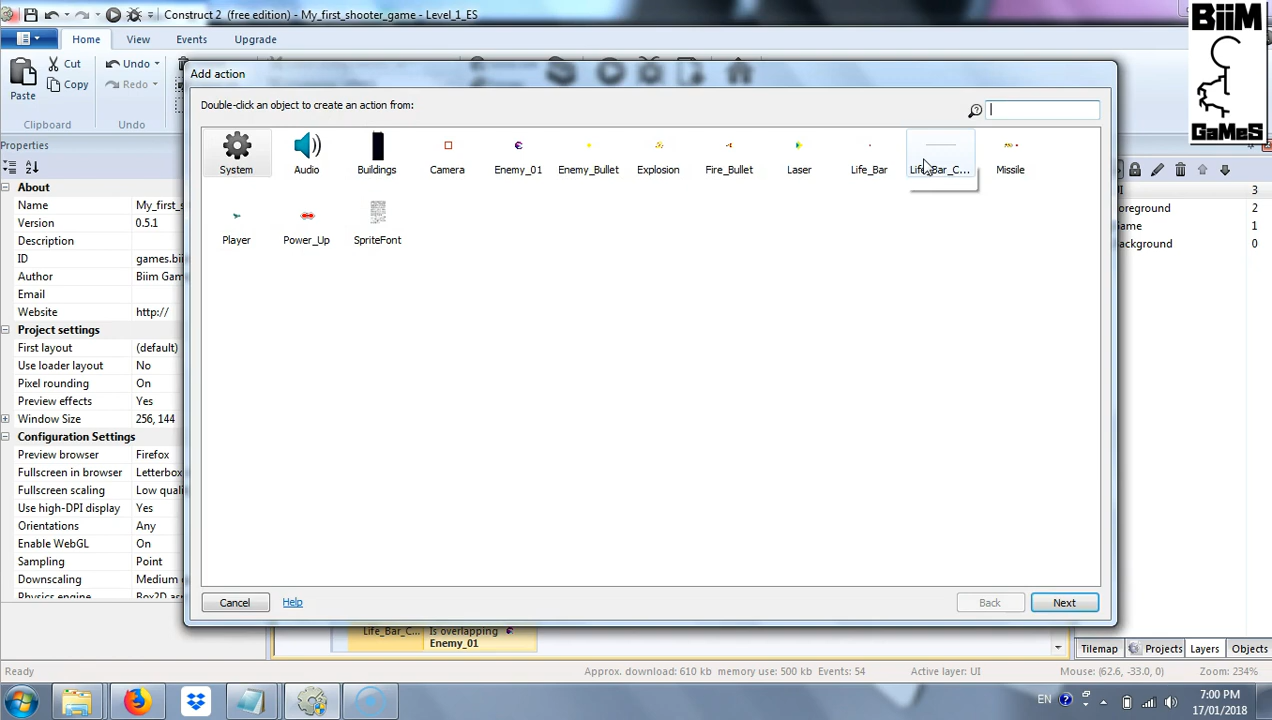 Construct 2 (free edition) - My_first_shooter_game - Level_1_ES
BiiM
GaMeS
Home View Events Upgrade
Paste
Cut
Copy
Clipboard
Undo
Redo
Undo
Properties
About
Name My_first_s
Version 0.5.1
Description
ID games.bii
Author Biim Gam
Email
Website http://
Project settings
First layout (default)
Use loader layout No
Pixel rounding On
Preview effects Yes
Window Size 256, 144
Configuration Settings
Preview browser Firefox
Fullscreen in browser Letterbox
Fullscreen scaling Low quali
Use high-DPI display Yes
Orientations Any
Enable WebGL On
Sampling Point
Downscaling Medium
Physics engine Box2D
Add action
Double-click an object to create an action from:
System Audio Buildings Camera Enemy_01 Enemy_Bullet Explosion Fire_Bullet Laser Life_Bar Life_Bar_C... Missile
Player Power_Up SpriteFont
Cancel Help Back Next
UI 3
oreground 2
ame 1
ackground 0
Life_Bar_C... Is overlapping
Enemy_01
Tilemap Projects Layers Objects
Ready Approx. download: 610 kb memory use: 500 kb Events: 54 Active layer: UI Mouse: (62.6, -33.0, 0) Zoom: 234%
EN
7:00 PM
17/01/2018